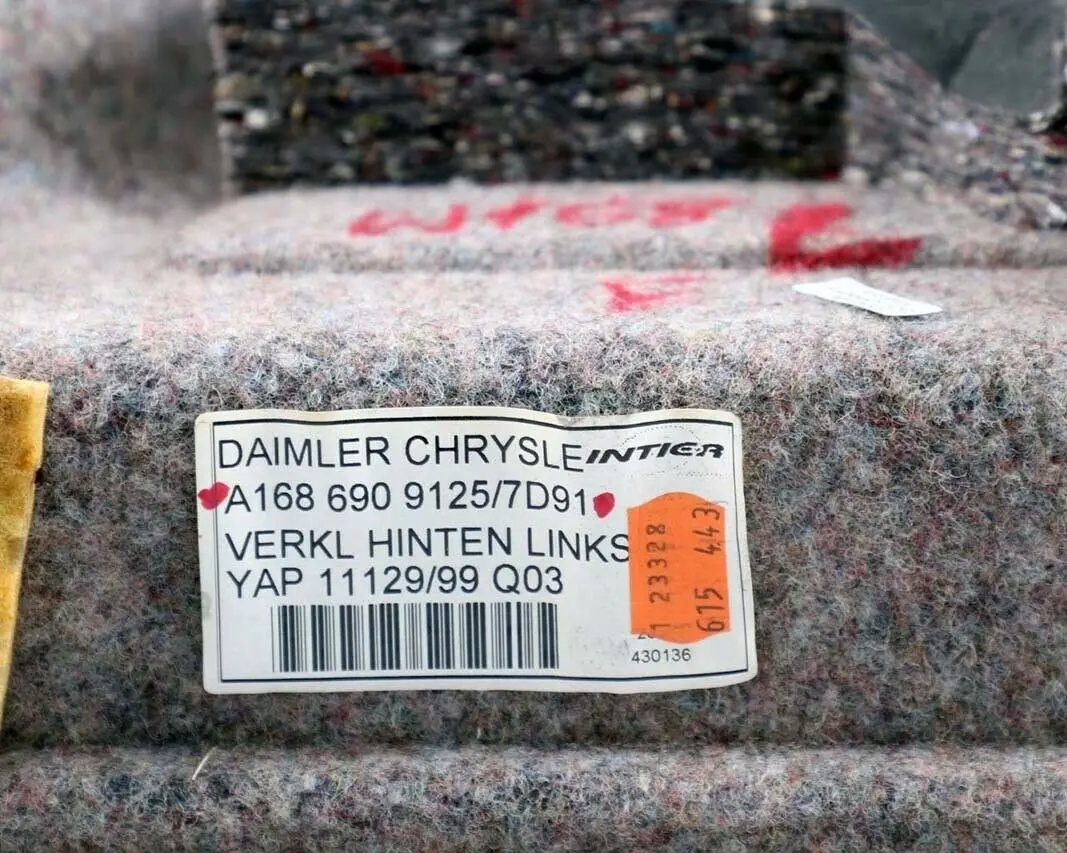 DAIMLER CHRYSLE INTIER
A168 690 9125/7D91
VERKL HINTEN LINKS
YAP 11129/99 Q03
1 23328
615 443
430136